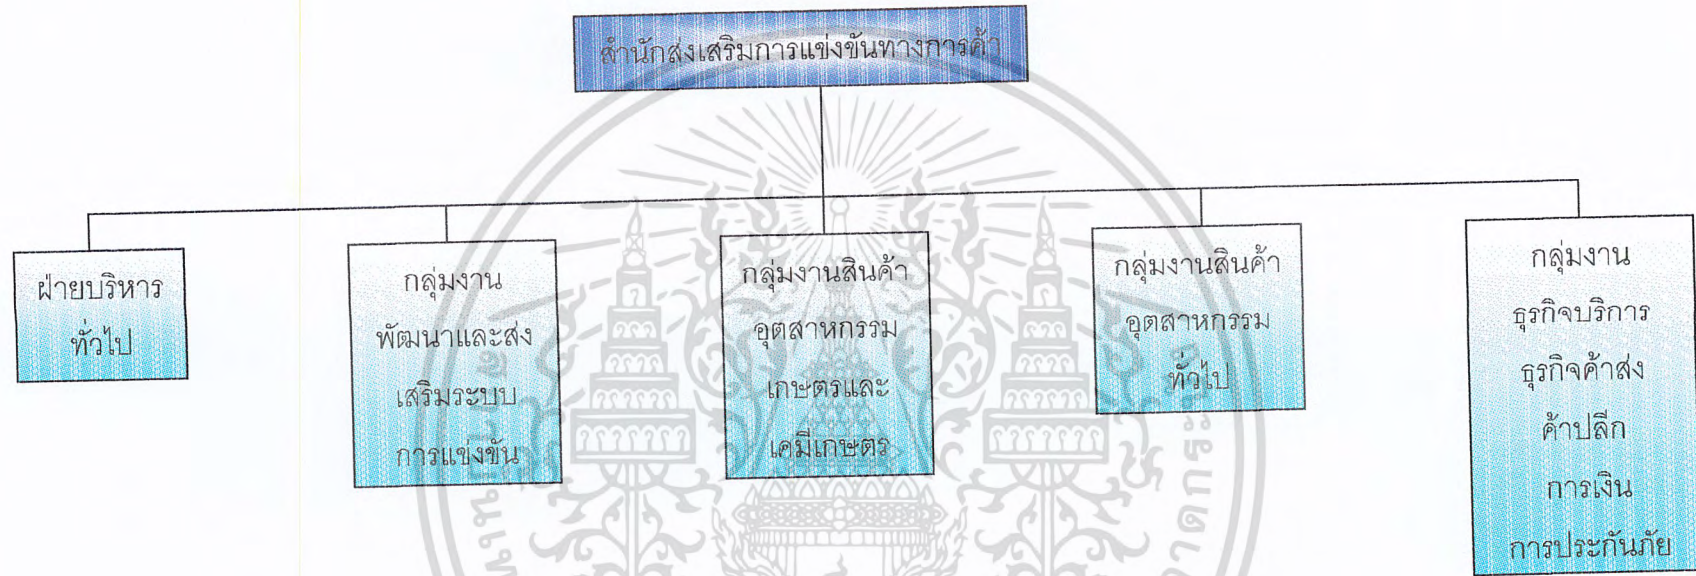 สำนักส่งเสริมการแข่งขันทางการค้า
ฝ่ายบริหาร
ทั่วไป
กลุ่มงาน
พัฒนาและส่ง
เสริมระบบ
การแข่งขัน
กลุ่มงานสินค้า
อุตสาหกรรม
เกษตรและ
เคมีเกษตร
กลุ่มงานสินค้า
อุตสาหกรรม
ทั่วไป
กลุ่มงาน
ธุรกิจบริการ
ธุรกิจค้าส่ง
ค้าปลีก
การเงิน
การประกันภัย